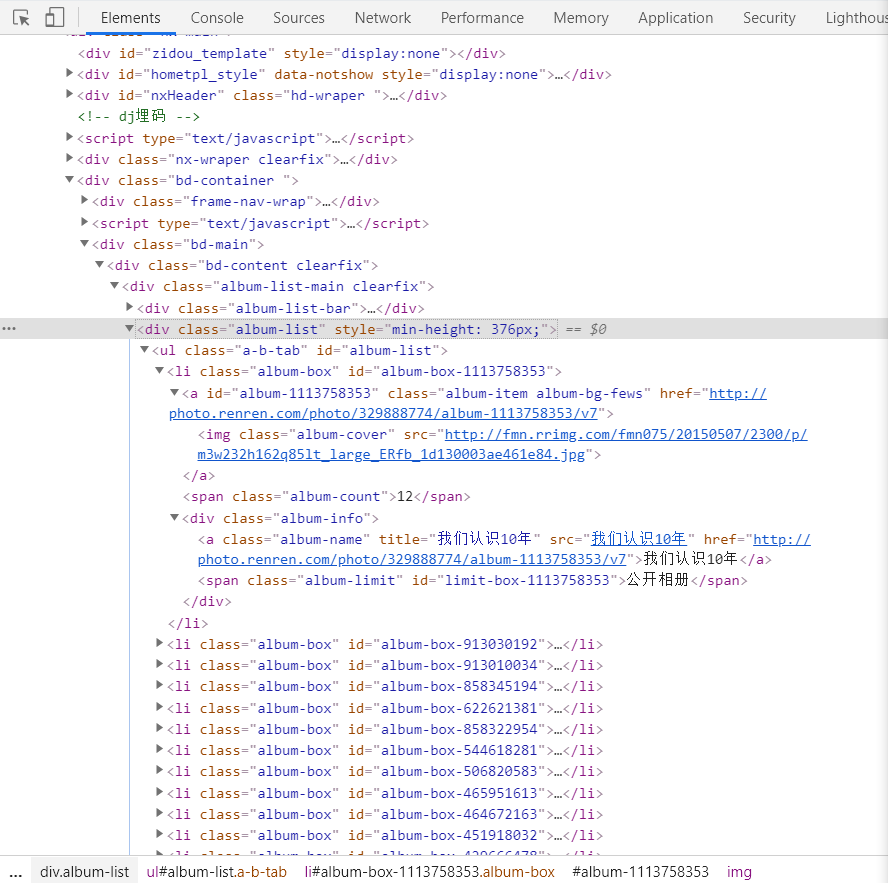 Elements Console Sources Network Performance Memory Application Security Lighthous
<div id="zidou_template" style="display:none"></div>
<div id="hometpl_style" data-notshow style="display:none">…</div>
<div id="nxHeader" class="hd-wraper ">…</div>
<!-- dj埋码 -->
<script type="text/javascript">…</script>
<div class="nx-wraper clearfix">…</div>
<div class="bd-container ">
<div class="frame-nav-wrap">…</div>
<script type="text/javascript">…</script>
<div class="bd-main">
<div class="bd-content clearfix">
<div class="album-list-main clearfix">
<div class="album-list-bar">…</div>
… <div class="album-list" style="min-height: 376px;"> == $0
<ul class="a-b-tab" id="album-list">
<li class="album-box" id="album-box-1113758353">
<a id="album-1113758353" class="album-item album-bg-fews" href="http://
photo.renren.com/photo/329888774/album-1113758353/v7">
<img class="album-cover" src="http://fmn.rrimg.com/fmn075/20150507/2300/p/
m3w232h162q85lt_large_ERfb_1d130003ae461e84.jpg">
</a>
<span class="album-count">12</span>
<div class="album-info">
<a class="album-name" title="我们认识10年" src="我们认识10年" href="http://
photo.renren.com/photo/329888774/album-1113758353/v7">我们认识10年</a>
<span class="album-limit" id="limit-box-1113758353">公开相册</span>
</div>
</li>
<li class="album-box" id="album-box-913030192">…</li>
<li class="album-box" id="album-box-913010034">…</li>
<li class="album-box" id="album-box-858345194">…</li>
<li class="album-box" id="album-box-622621381">…</li>
<li class="album-box" id="album-box-858322954">…</li>
<li class="album-box" id="album-box-544618281">…</li>
<li class="album-box" id="album-box-506820583">…</li>
<li class="album-box" id="album-box-465951613">…</li>
<li class="album-box" id="album-box-464672163">…</li>
<li class="album-box" id="album-box-451918032">…</li>
… div.album-list ul#album-list.a-b-tab li#album-box-1113758353.album-box #album-1113758353 img